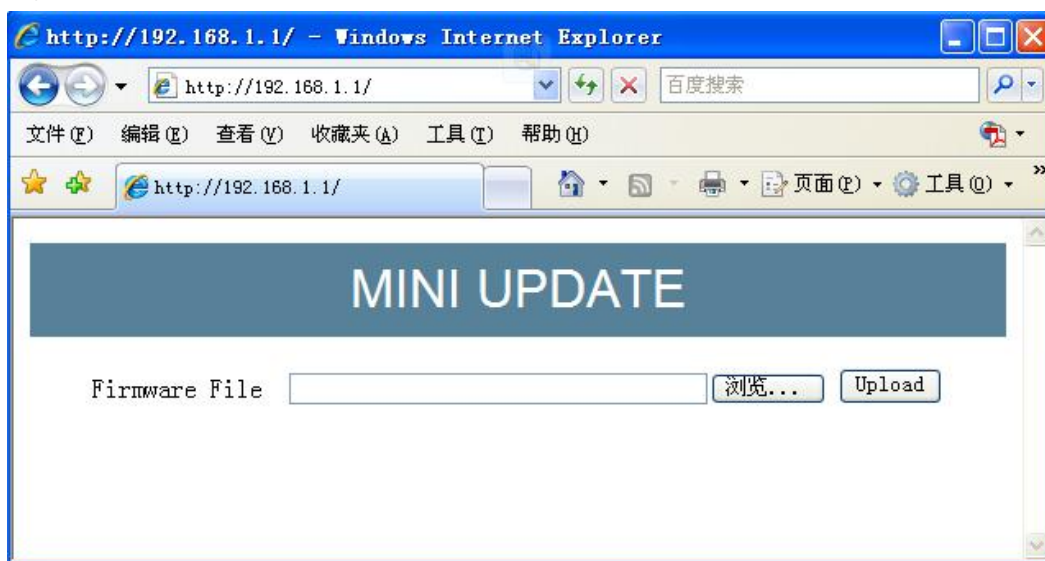 http://192.168.1.1/ - Windows Internet Explorer
http://192.168.1.1/ 百度搜索
文件(F) 编辑(E) 查看(V) 收藏夹(A) 工具(T) 帮助(H)
http://192.168.1.1/ 页面(P) 工具(O) »
MINI UPDATE
Firmware File 浏览... Upload